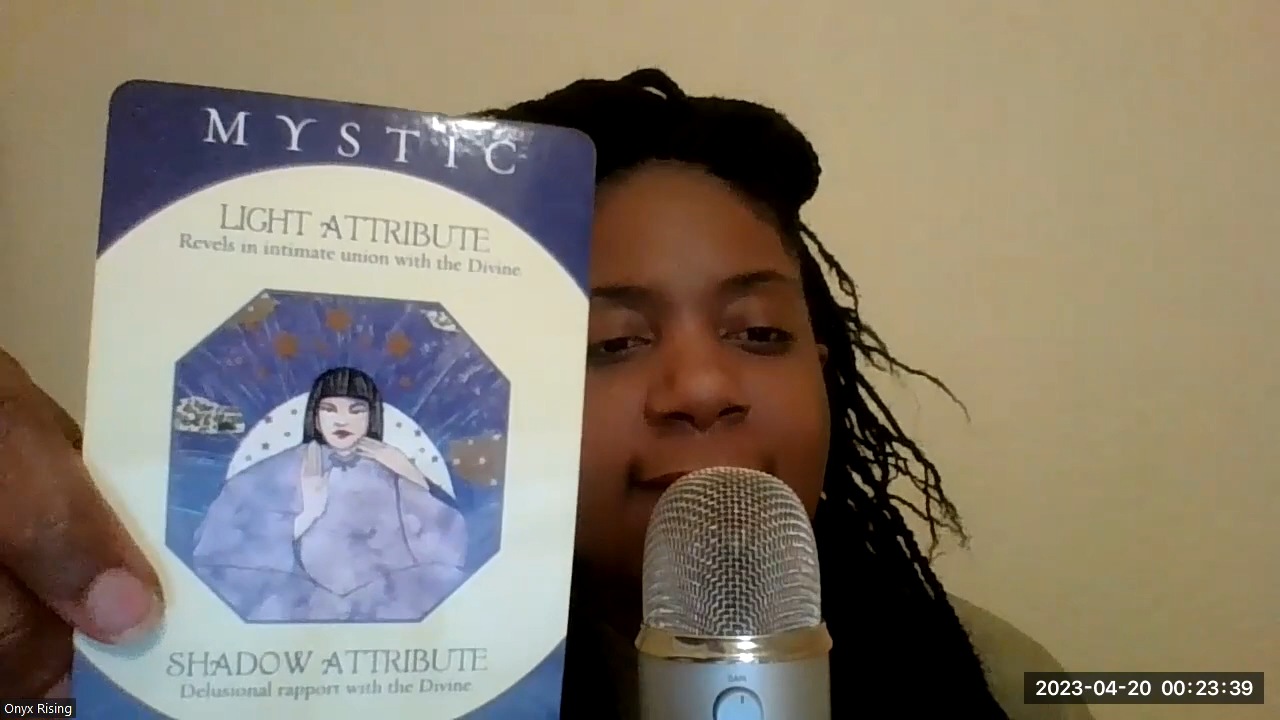 MYSTIC
LIGHT ATTRIBUTE
Revels in intimate union with the Divine
SHADOW ATTRIBUTE
Delusional rapport with the Divine
GAIN
Onyx Rising
2023-04-20 00:23:39